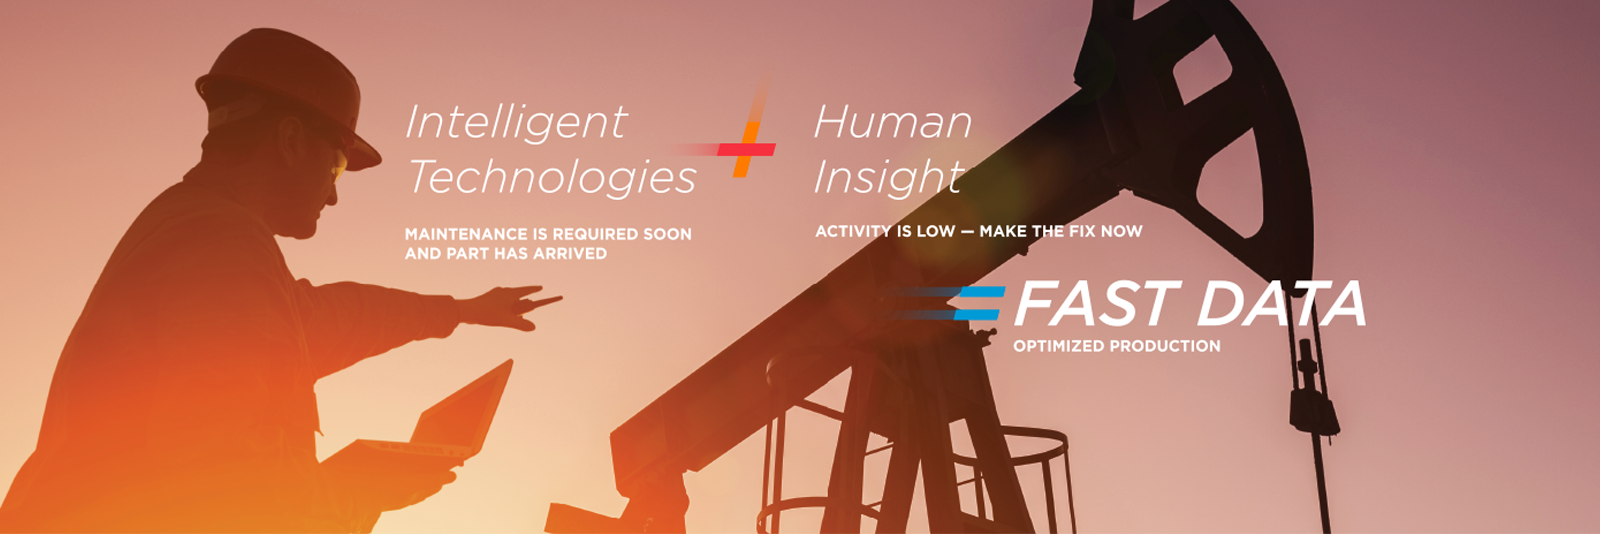 Intelligent
Technologies
MAINTENANCE IS REQUIRED SOON
AND PART HAS ARRIVED
+
Human
Insight
ACTIVITY IS LOW — MAKE THE FIX NOW
= FAST DATA
OPTIMIZED PRODUCTION